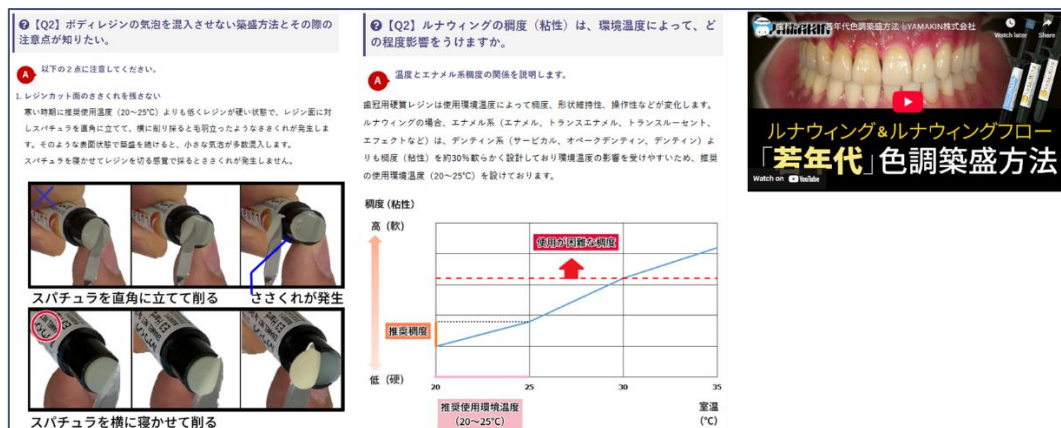 【Q2】ボディレジンの気泡を混入させない築盛方法とその際の
注意点が知りたい。
A 以下の2点に注意してください。
1. レジンカット面のささくれを残さない
寒い時期に推奨使用温度（20～25℃）よりも低くレジンが硬い状態で、レジン面に対
しスパチュラを直角に立てて、横に削り採ると毛羽立ったようなささくれが発生しま
す。そのような表面状態で築盛を続けると、小さな気泡が多数混入します。
スパチュラを寝かせてレジンを切る感覚で採るとささくれが発生しません。
スパチュラを直角に立てて削る ささくれが発生
スパチュラを横に寝かせて削る
【Q2】ルナウィングの稠度（粘性）は、環境温度によって、ど
の程度影響をうけますか。
A 温度とエナメル系稠度の関係を説明します。
歯冠用硬質レジンは使用環境温度によって稠度、形状維持性、操作性などが変化します。
ルナウィングの場合、エナメル系（エナメル、トランスエナメル、トランスルーセント、
エフェクトなど）は、デンティン系（サービカル、オペークデンティン、デンティン）よ
りも稠度（粘性）を約30％軟らかく設計しており環境温度の影響を受けやすいため、推奨
の使用環境温度（20～25℃）を設けております。
稠度（粘性）
高（軟）
使用が困難な稠度
推奨稠度
低（硬）
20 25 30 35
推奨使用環境温度
（20～25℃）
室温
（℃）
年代色調築盛方法 YAMAKIN株式会社
Watch later Share
ルナウィング&ルナウィングフロー
「若年代」色調築盛方法
Watch on YouTube